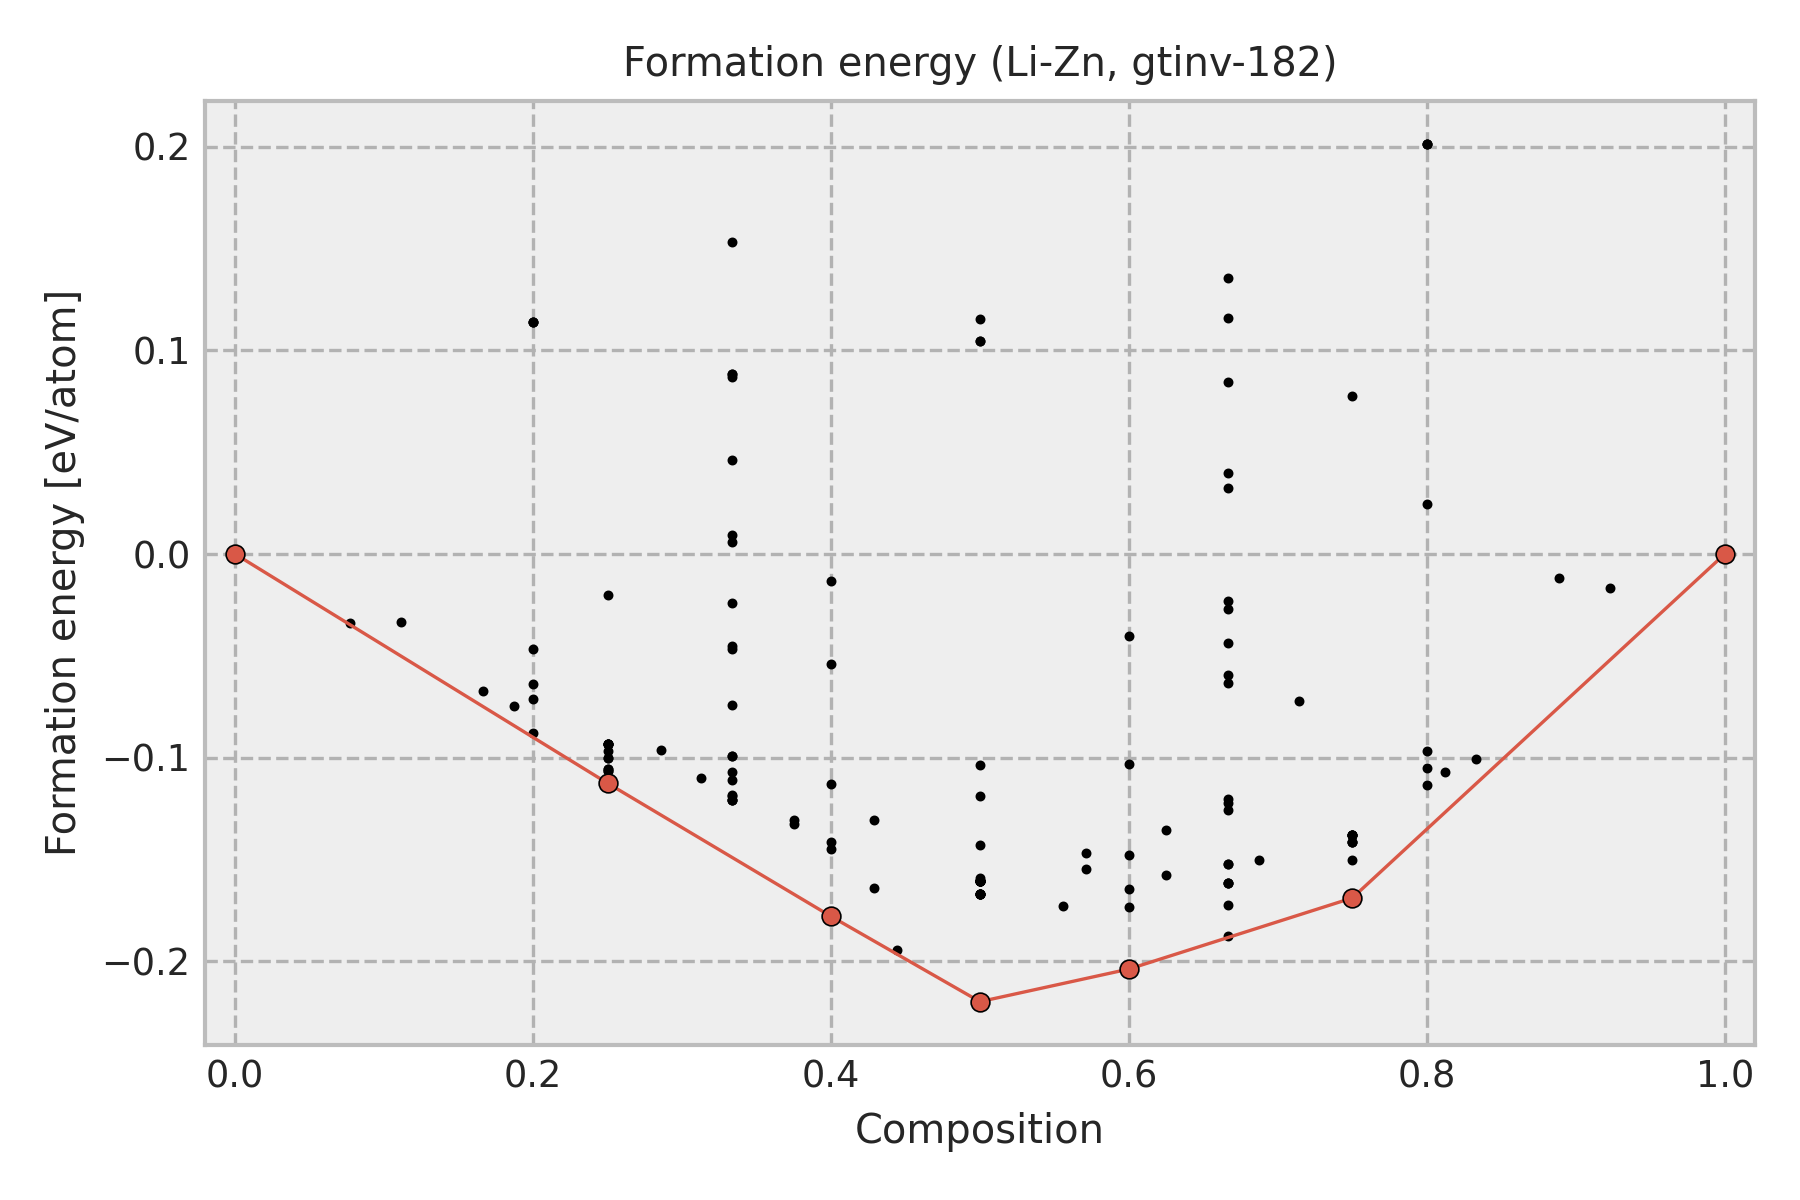 Formation energy (Li-Zn, gtinv-182)
Formation energy [eV/atom]
0.2
0.1
0.0
−0.1
−0.2
0.0 0.2 0.4 0.6 0.8 1.0
Composition